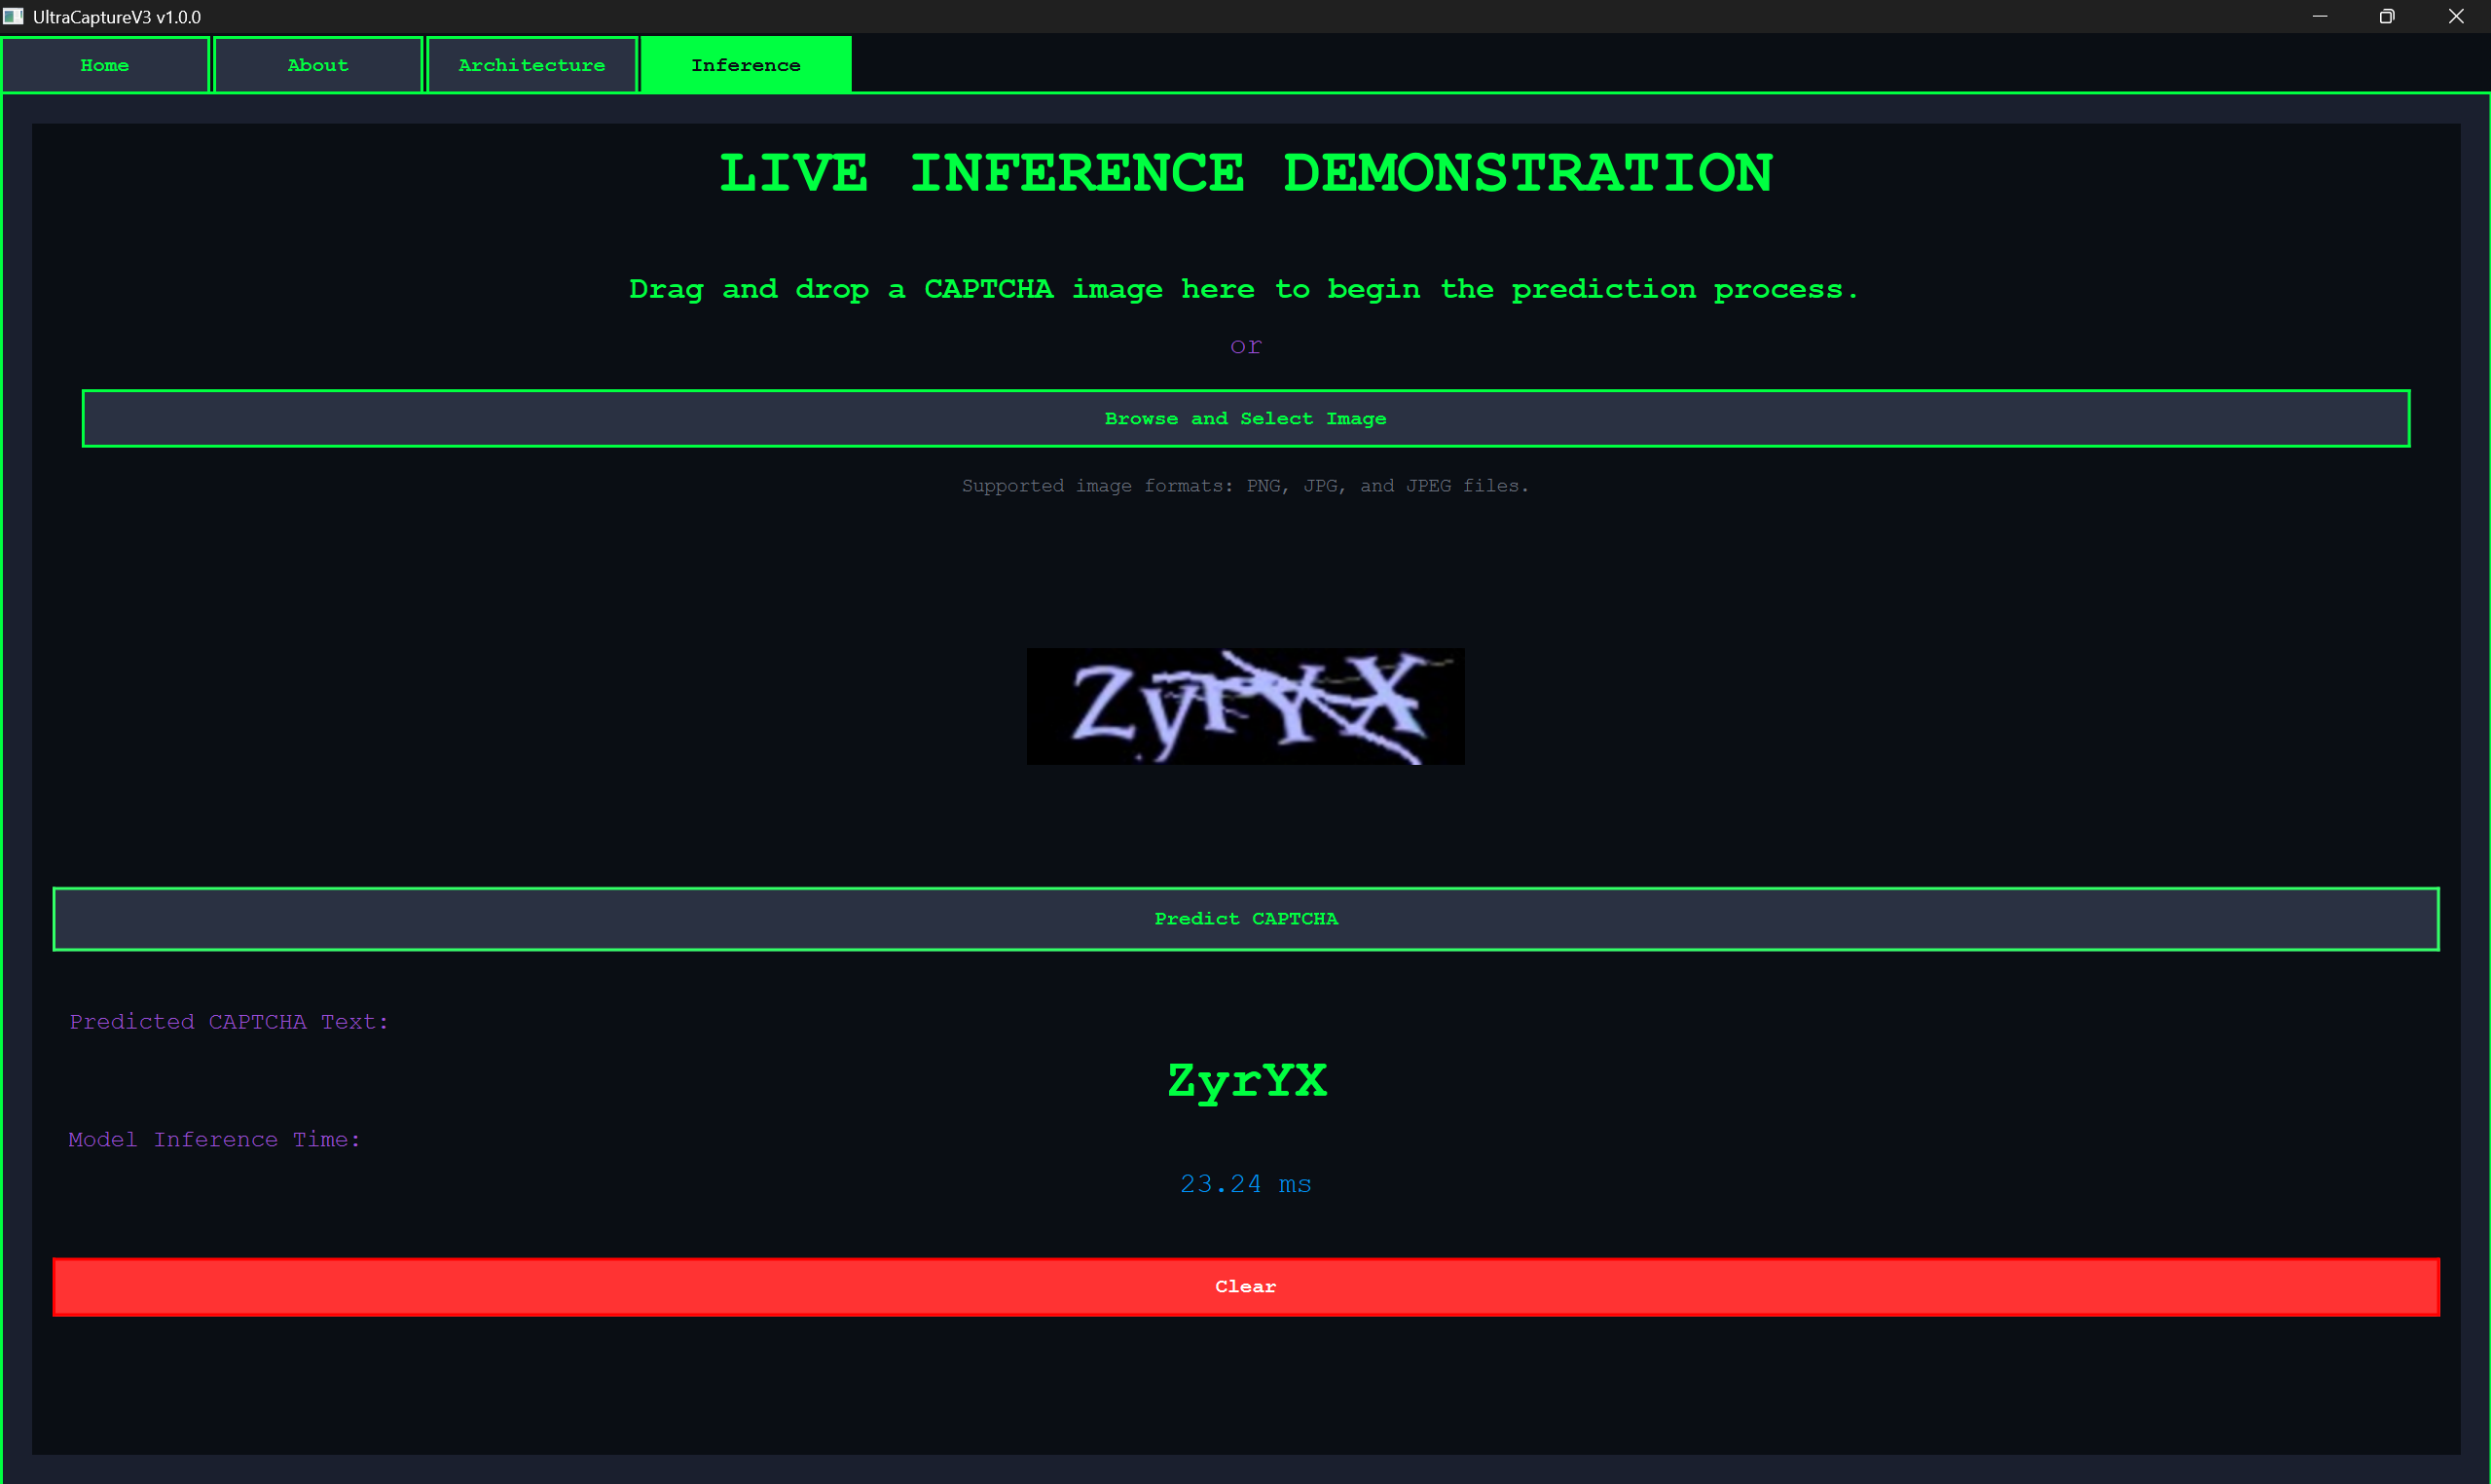 UltraCaptureV3 v1.0.0
Home About Architecture Inference
LIVE INFERENCE DEMONSTRATION
Drag and drop a CAPTCHA image here to begin the prediction process.
or
Browse and Select Image
Supported image formats: PNG, JPG, and JPEG files.
ZyrYX
Predict CAPTCHA
Predicted CAPTCHA Text:
ZyrYX
Model Inference Time:
23.24 ms
Clear